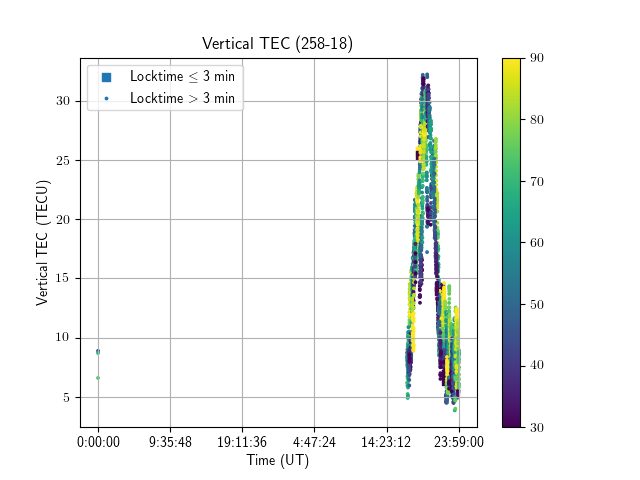 Vertical TEC (258-18)
Locktime ≤ 3 min
Locktime > 3 min
Vertical TEC (TECU)
30
25
20
15
10
5
0:00:00 9:35:48 19:11:36 4:47:24 14:23:12 23:59:00
Time (UT)
90
80
70
60
50
40
30